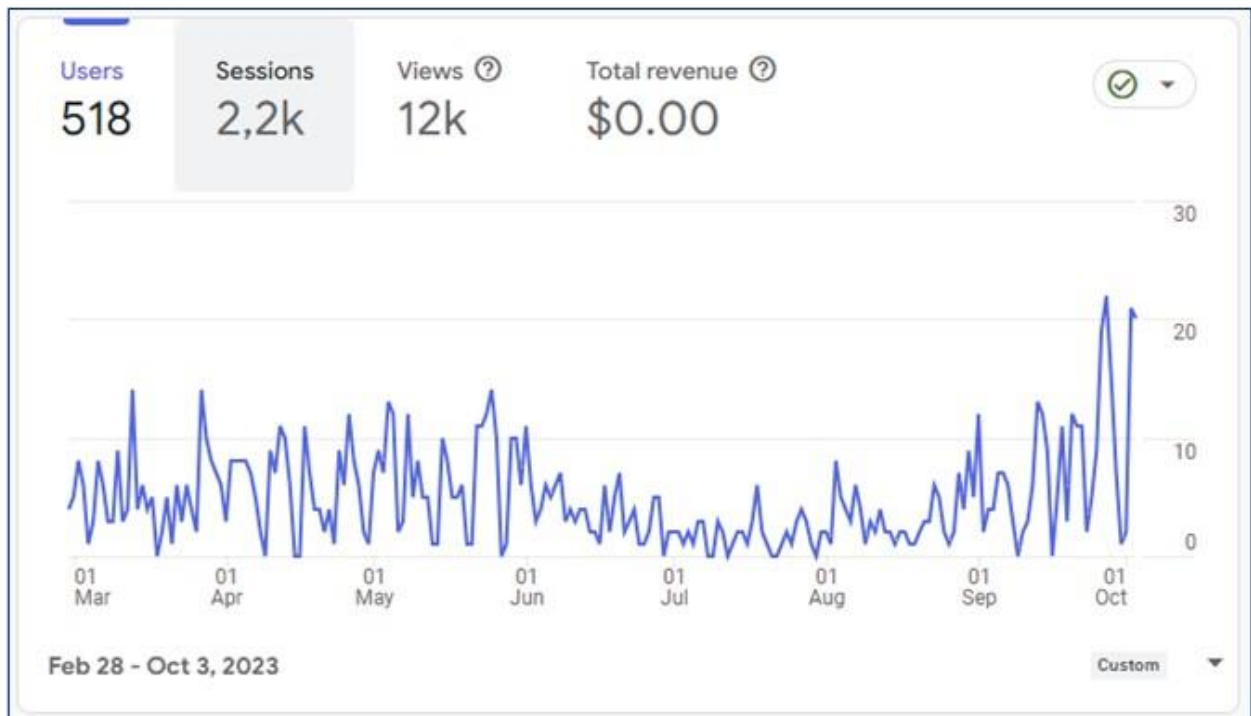 Users Sessions Views Total revenue
518 2,2k 12k $0.00
30
20
10
0
01 01 01 01 01 01 01 01
Mar Apr May Jun Jul Aug Sep Oct
Feb 28 - Oct 3, 2023 Custom